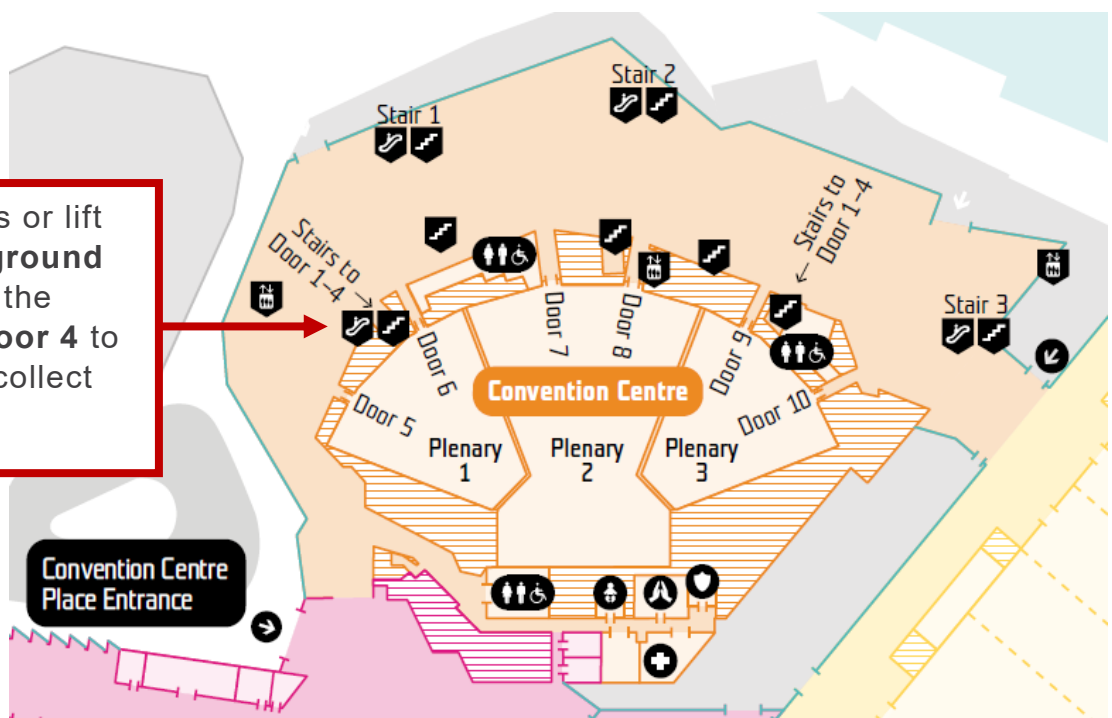 Stair 2
Stair 1
s or lift
ground
the
oor 4 to
collect
Stairs to
Door 1-4
Stairs to
Door 1-4
Stair 3
Door 5
Door 6
Door 7
Door 8
Door 9
Door 10
Convention Centre
Plenary
1
Plenary
2
Plenary
3
Convention Centre
Place Entrance